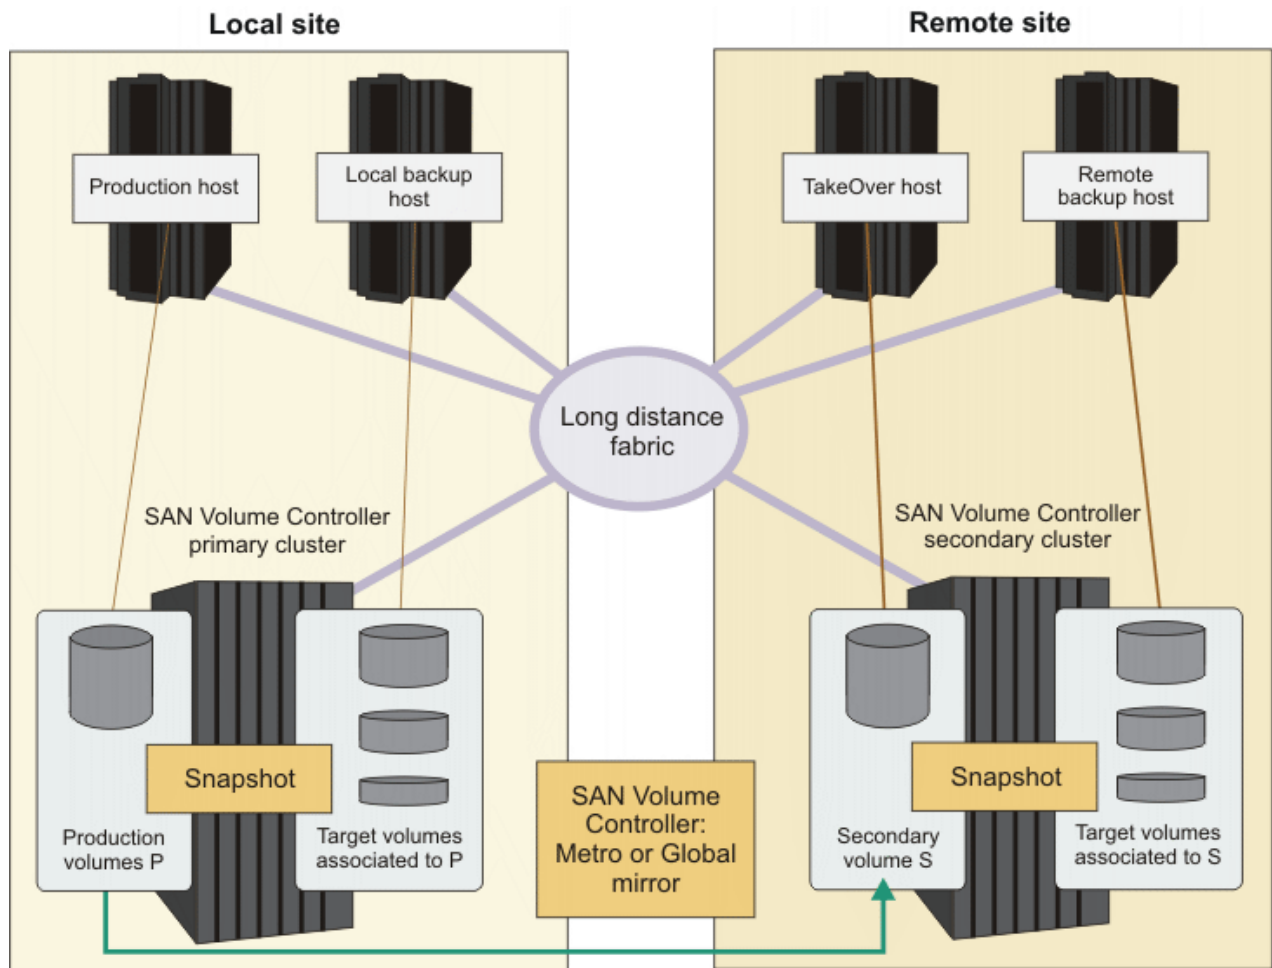 Local site
Remote site
Production host
Local backup
host
TakeOver host
Remote
backup host
Long distance
fabric
SAN Volume Controller
primary cluster
SAN Volume Controller
secondary cluster
Snapshot
Production
volumes P
Target volumes
associated to P
SAN Volume
Controller:
Metro or Global
mirror
Snapshot
Secondary
volume S
Target volumes
associated to S